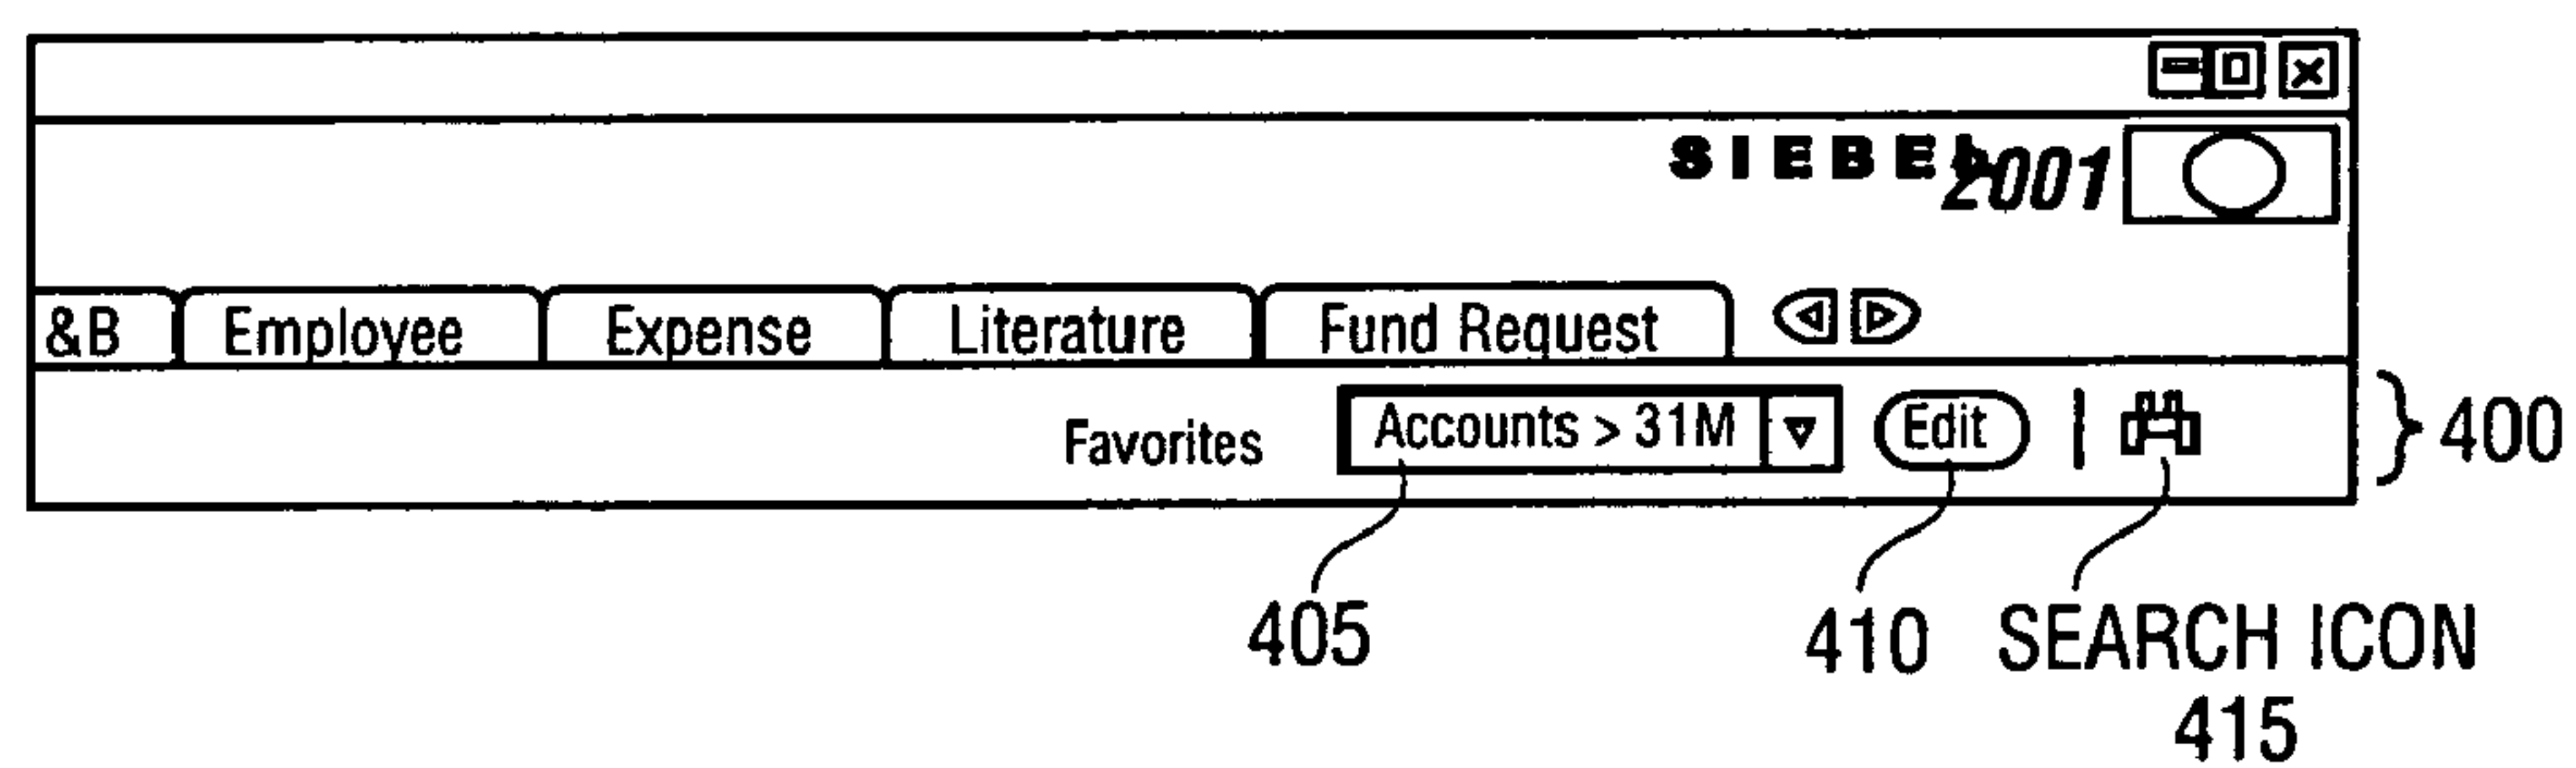 SIEBEL 2001
&B Employee Expense Literature Fund Request
Favorites Accounts > 31M Edit 400
405 410 SEARCH ICON
415